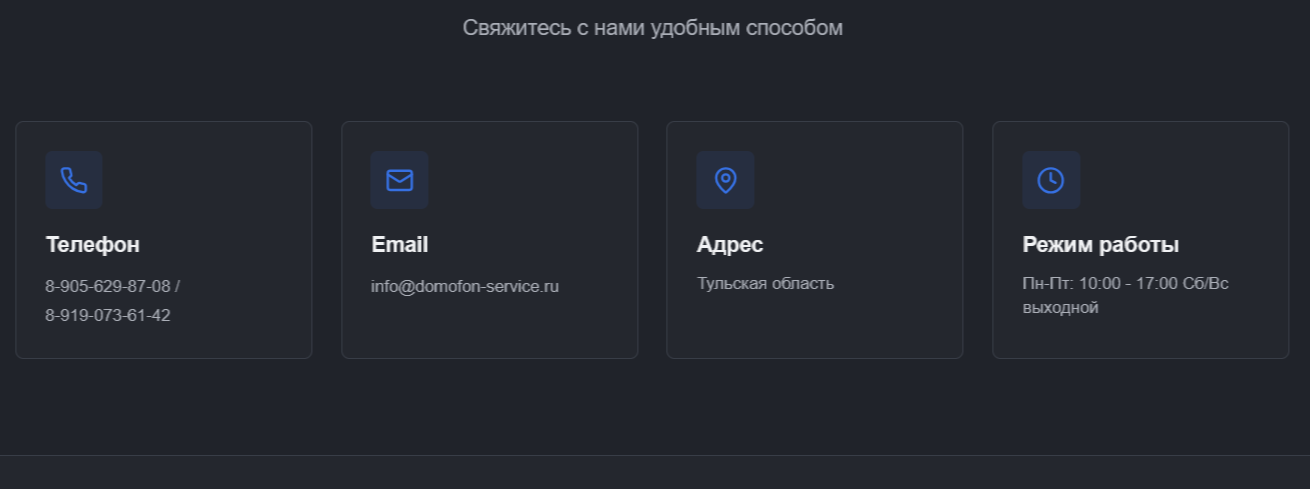 Свяжитесь с нами удобным способом
Телефон
8-905-629-87-08 /
8-919-073-61-42
Email
info@domofon-service.ru
Адрес
Тульская область
Режим работы
Пн-Пт: 10:00 - 17:00 Сб/Вс
выходной